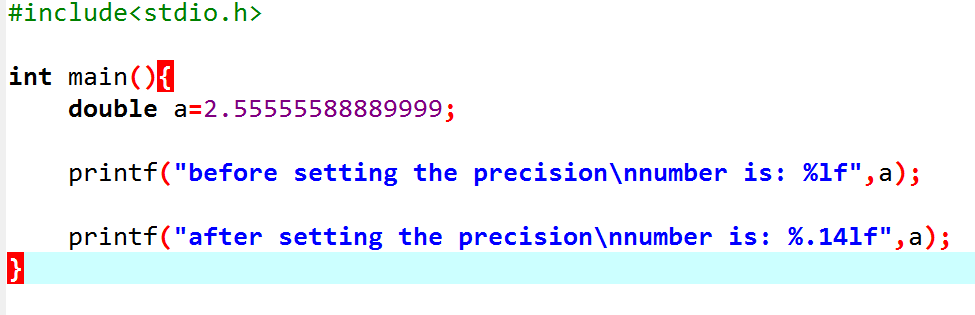 #include<stdio.h>
int main(){
    double a=2.55555588889999;
    printf("before setting the precision\nnumber is: %lf",a);
    printf("after setting the precision\nnumber is: %.14lf",a);
}